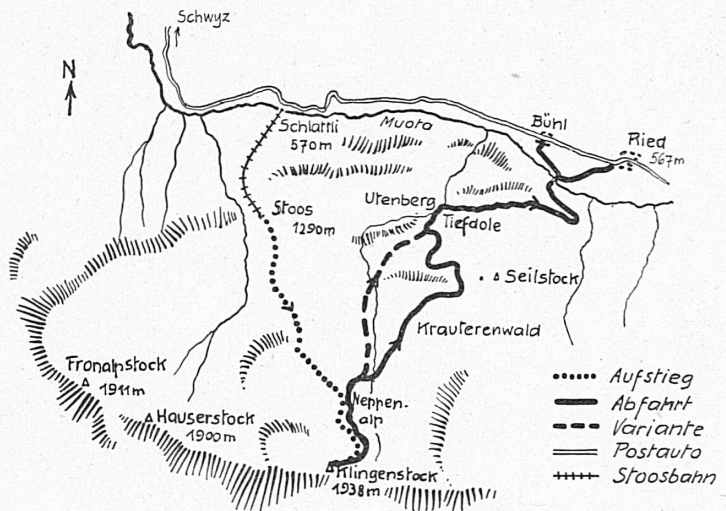 Schwyz
N
Bühl
Ried
567m
Schlattli
570m
Muota
Utenberg
Tiefdole
Stoos
1290m
Seilstock
Krauterenwald
Fronalpstock
1911m
Hauserstock
1900m
Neppen-
alp
Klingenstock
1938m
Aufstieg
Abfahrt
Variante
Postauto
Stoosbahn